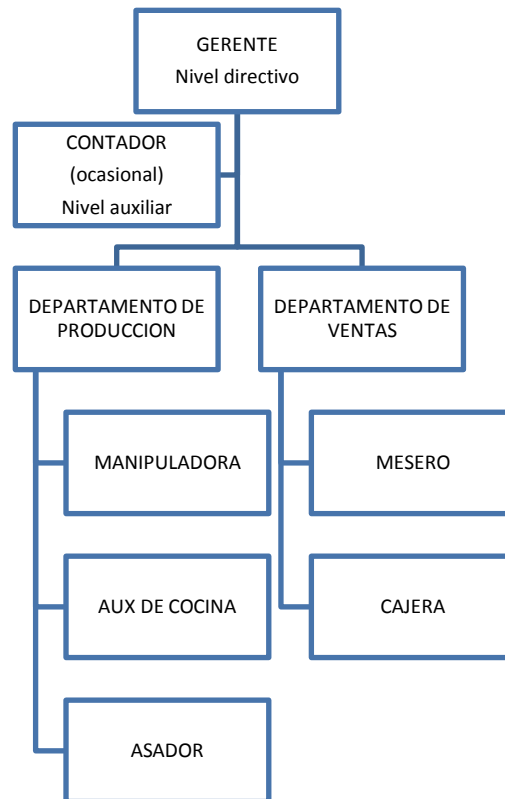 GERENTE
Nivel directivo
CONTADOR
(ocasional)
Nivel auxiliar
DEPARTAMENTO DE
PRODUCCION
DEPARTAMENTO DE
VENTAS
MANIPULADORA
MESERO
AUX DE COCINA
CAJERA
ASADOR